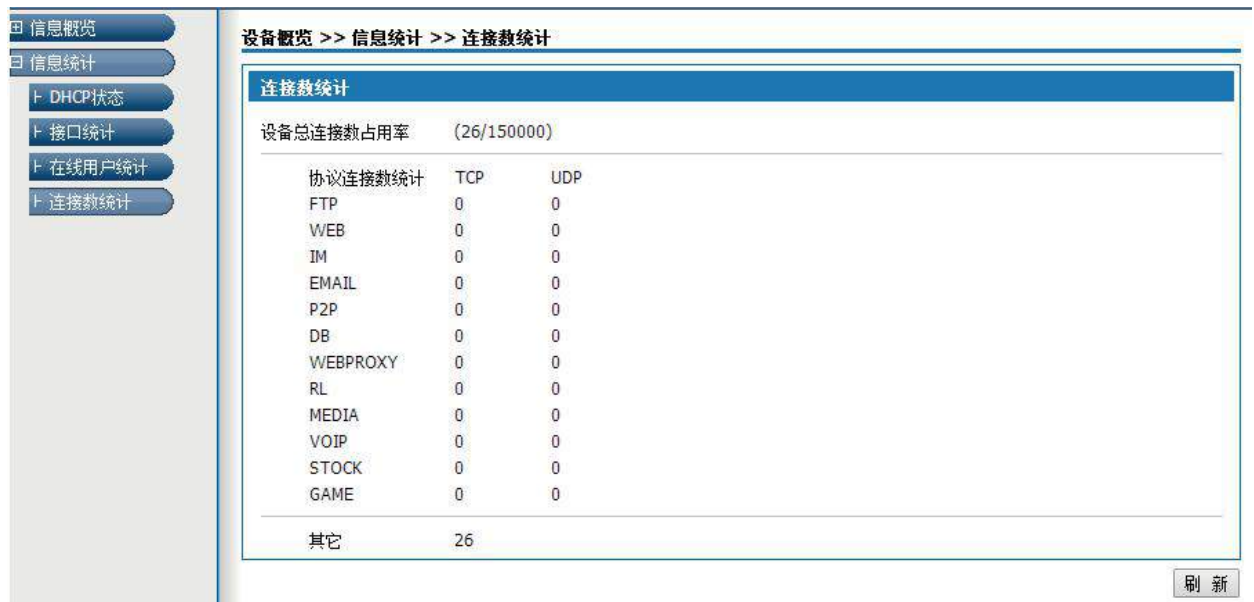 信息概览
信息统计
DHCP状态
接口统计
在线用户统计
连接数统计
设备概览 >> 信息统计 >> 连接数统计
连接数统计
设备总连接数占用率 (26/150000)
协议连接数统计 TCP UDP
FTP 0 0
WEB 0 0
IM 0 0
EMAIL 0 0
P2P 0 0
DB 0 0
WEBPROXY 0 0
RL 0 0
MEDIA 0 0
VOIP 0 0
STOCK 0 0
GAME 0 0
其它 26
刷 新